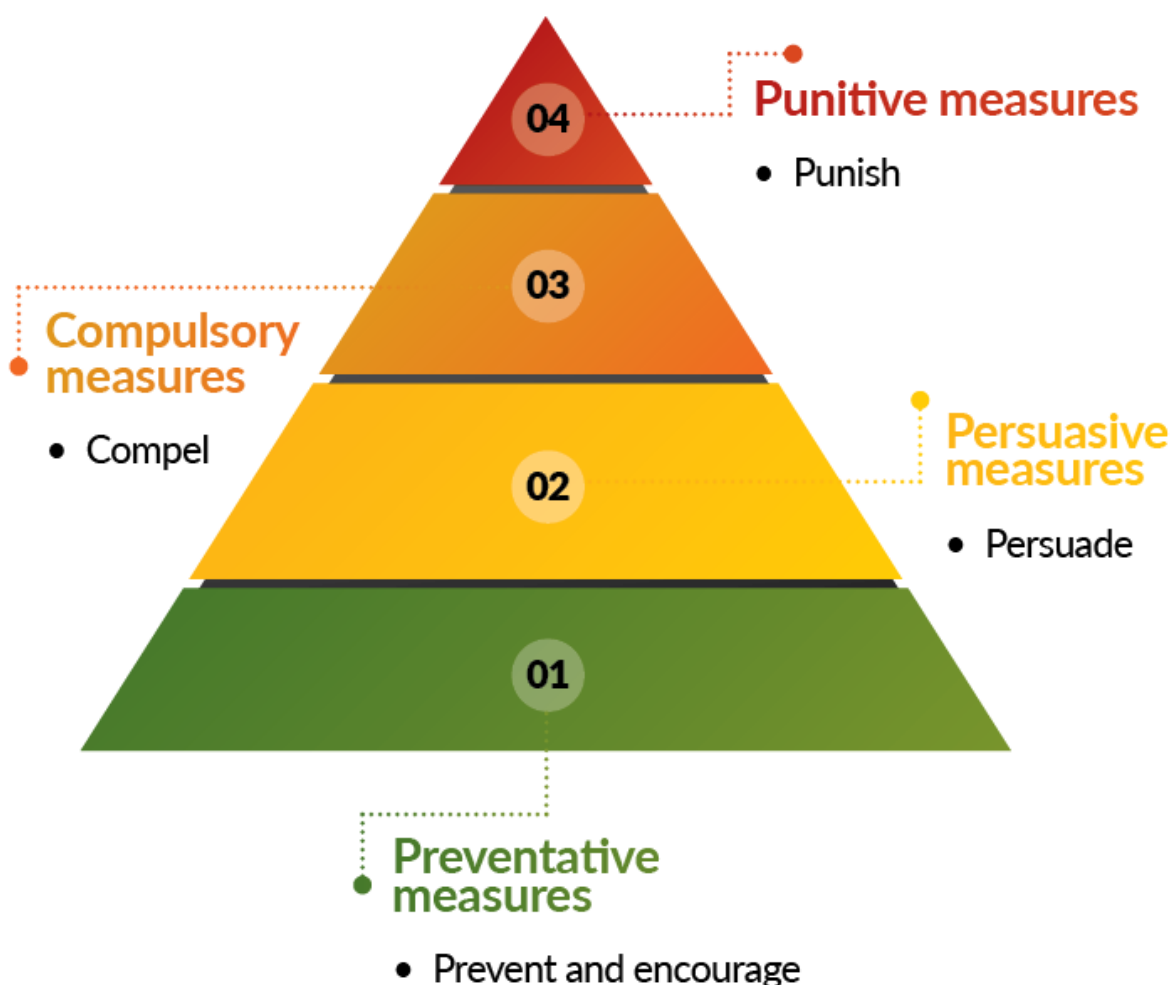 04
Punitive measures
• Punish
03
Compulsory
measures
• Compel
02
Persuasive
measures
• Persuade
01
Preventative
measures
• Prevent and encourage